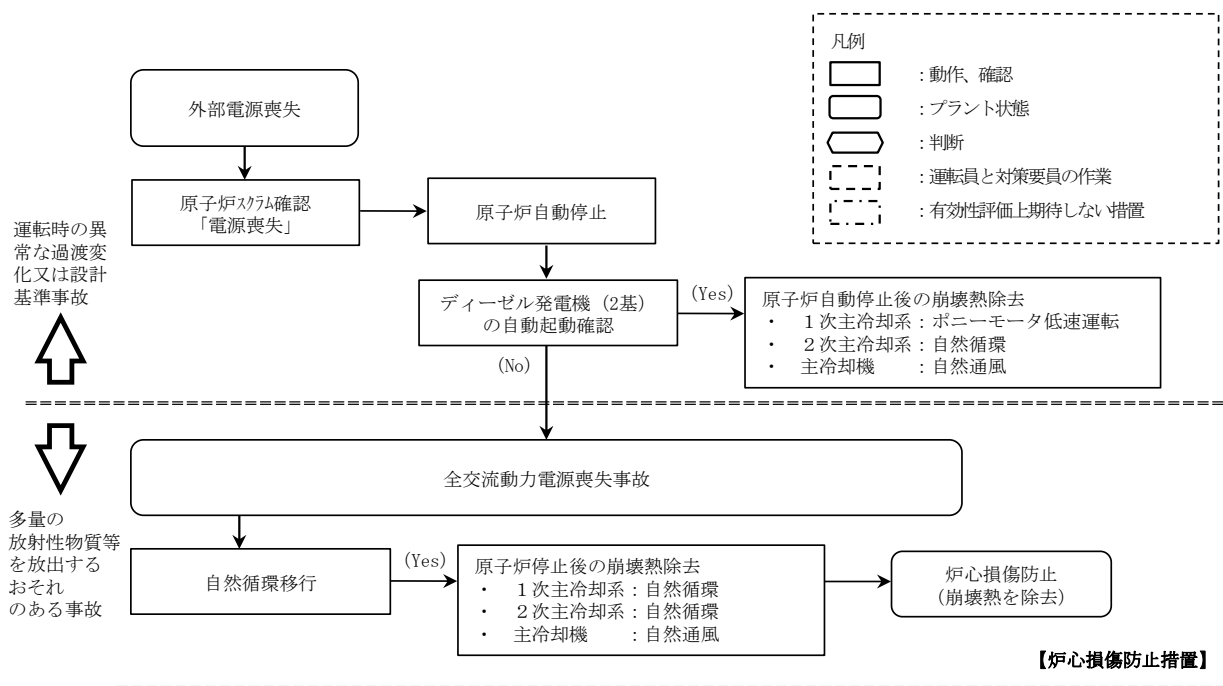 凡例
：動作、確認
：プラント状態
：判断
：運転員と対策要員の作業
：有効性評価上期待しない措置
外部電源喪失
原子炉ｽｸﾗﾑ確認
「電源喪失」
原子炉自動停止
運転時の異
常な過渡変
化又は設計
基準事故
ディーゼル発電機（2基）
の自動起動確認
(Yes)
原子炉自動停止後の崩壊熱除去
・　１次主冷却系：ポニーモータ低速運転
・　２次主冷却系：自然循環
・　主冷却機　　：自然通風
(No)
全交流動力電源喪失事故
多量の
放射性物質等
を放出する
おそれ
のある事故
自然循環移行
(Yes)
原子炉停止後の崩壊熱除去
・　１次主冷却系：自然循環
・　２次主冷却系：自然循環
・　主冷却機　　：自然通風
炉心損傷防止
（崩壊熱を除去）
【炉心損傷防止措置】